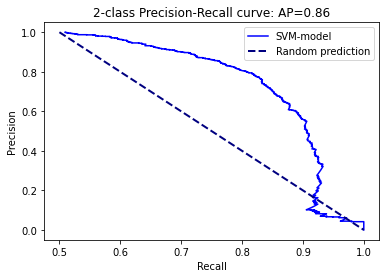 2-class Precision-Recall curve: AP=0.86
SVM-model
Random prediction
Precision
1.0
0.8
0.6
0.4
0.2
0.0
0.5 0.6 0.7 0.8 0.9 1.0
Recall